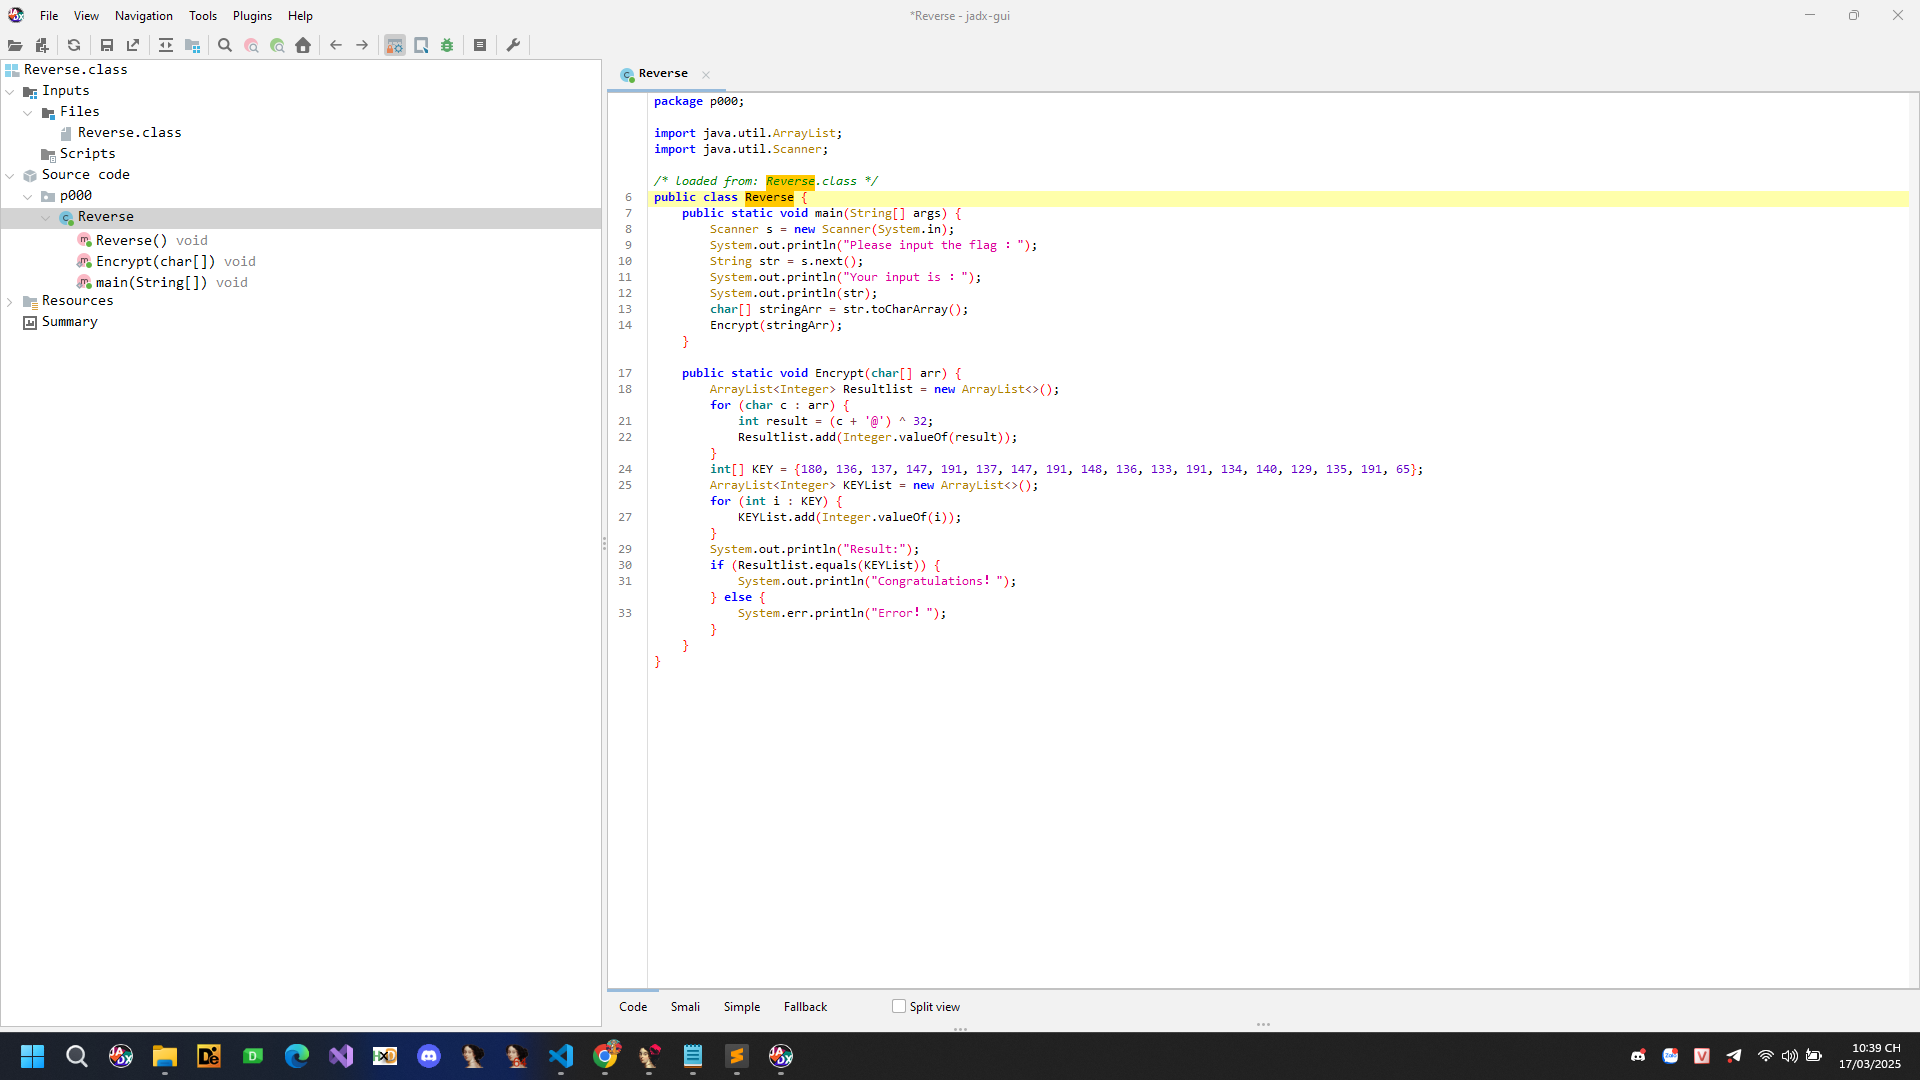 File View Navigation Tools Plugins Help
*Reverse - jadx-gui
Reverse.class
Inputs
Files
Reverse.class
Scripts
Source code
p000
Reverse
Reverse() void
Encrypt(char[]) void
main(String[]) void
Resources
Summary
Reverse
package p000;
import java.util.ArrayList;
import java.util.Scanner;
/* loaded from: Reverse.class */
6 public class Reverse {
7 public static void main(String[] args) {
8 Scanner s = new Scanner(System.in);
9 System.out.println("Please input the flag ：");
10 String str = s.next();
11 System.out.println("Your input is ：");
12 System.out.println(str);
13 char[] stringArr = str.toCharArray();
14 Encrypt(stringArr);
}
17 public static void Encrypt(char[] arr) {
18 ArrayList<Integer> Resultlist = new ArrayList<>();
for (char c : arr) {
21 int result = (c + '@') ^ 32;
22 Resultlist.add(Integer.valueOf(result));
}
24 int[] KEY = {180, 136, 137, 147, 191, 137, 147, 191, 148, 136, 133, 191, 134, 140, 129, 135, 191, 65};
25 ArrayList<Integer> KEYList = new ArrayList<>();
for (int i : KEY) {
27 KEYList.add(Integer.valueOf(i));
}
29 System.out.println("Result:");
30 if (Resultlist.equals(KEYList)) {
31 System.out.println("Congratulations！");
} else {
33 System.err.println("Error！");
}
}
}
Code Smali Simple Fallback Split view
10:39 CH
17/03/2025